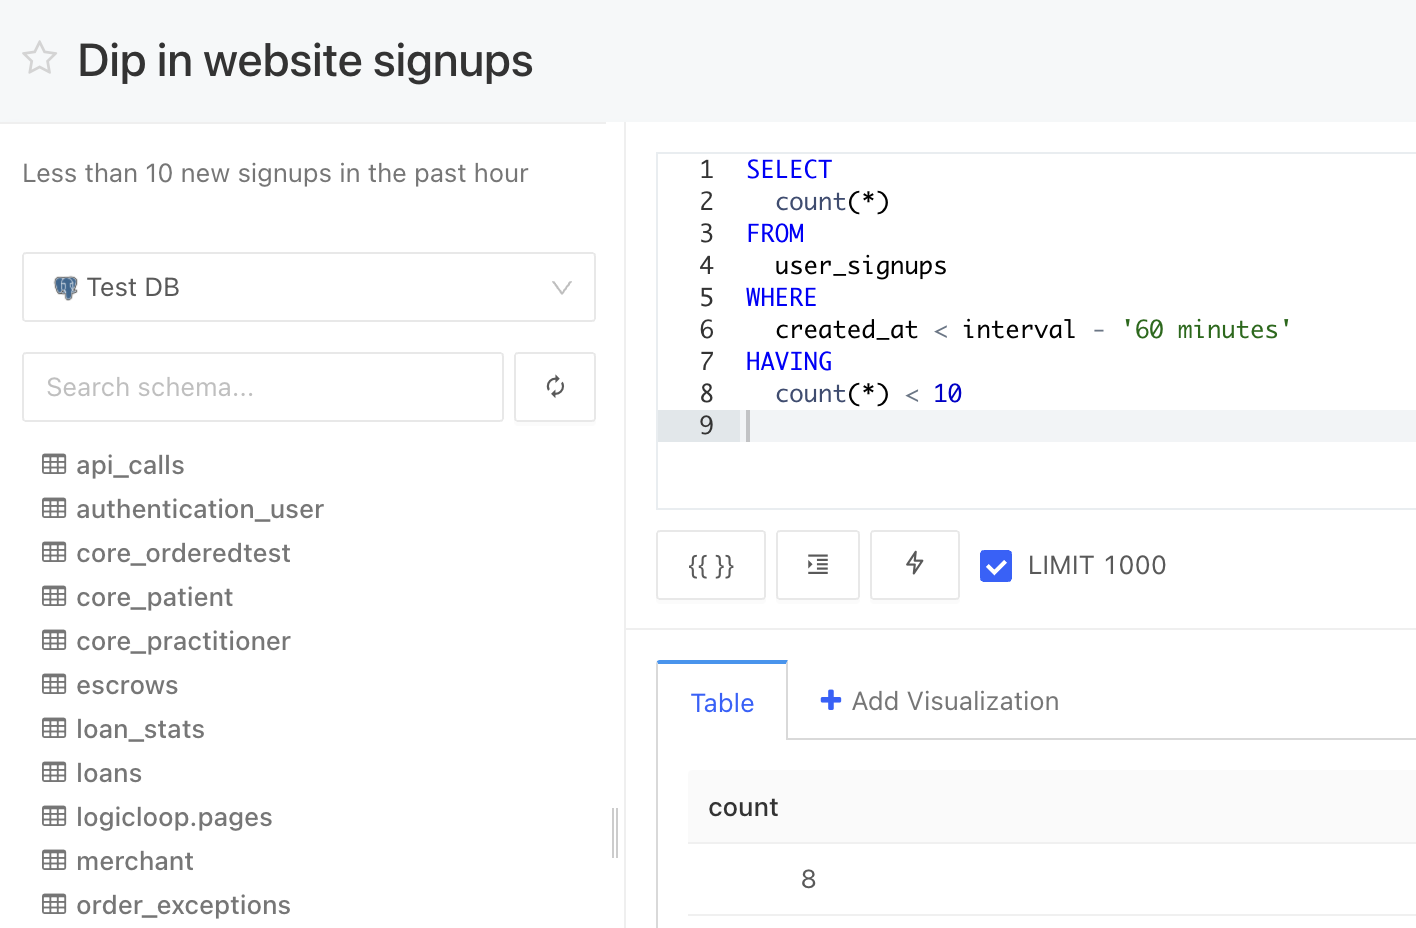 Dip in website signups
Less than 10 new signups in the past hour
Test DB
Search schema...
api_calls
authentication_user
core_orderedtest
core_patient
core_practitioner
escrows
loan_stats
loans
logicloop.pages
merchant
order_exceptions
1 SELECT
2 count(*)
3 FROM
4 user_signups
5 WHERE
6 created_at < interval - '60 minutes'
7 HAVING
8 count(*) < 10
9
{{ }}
LIMIT 1000
Table
Add Visualization
count
8